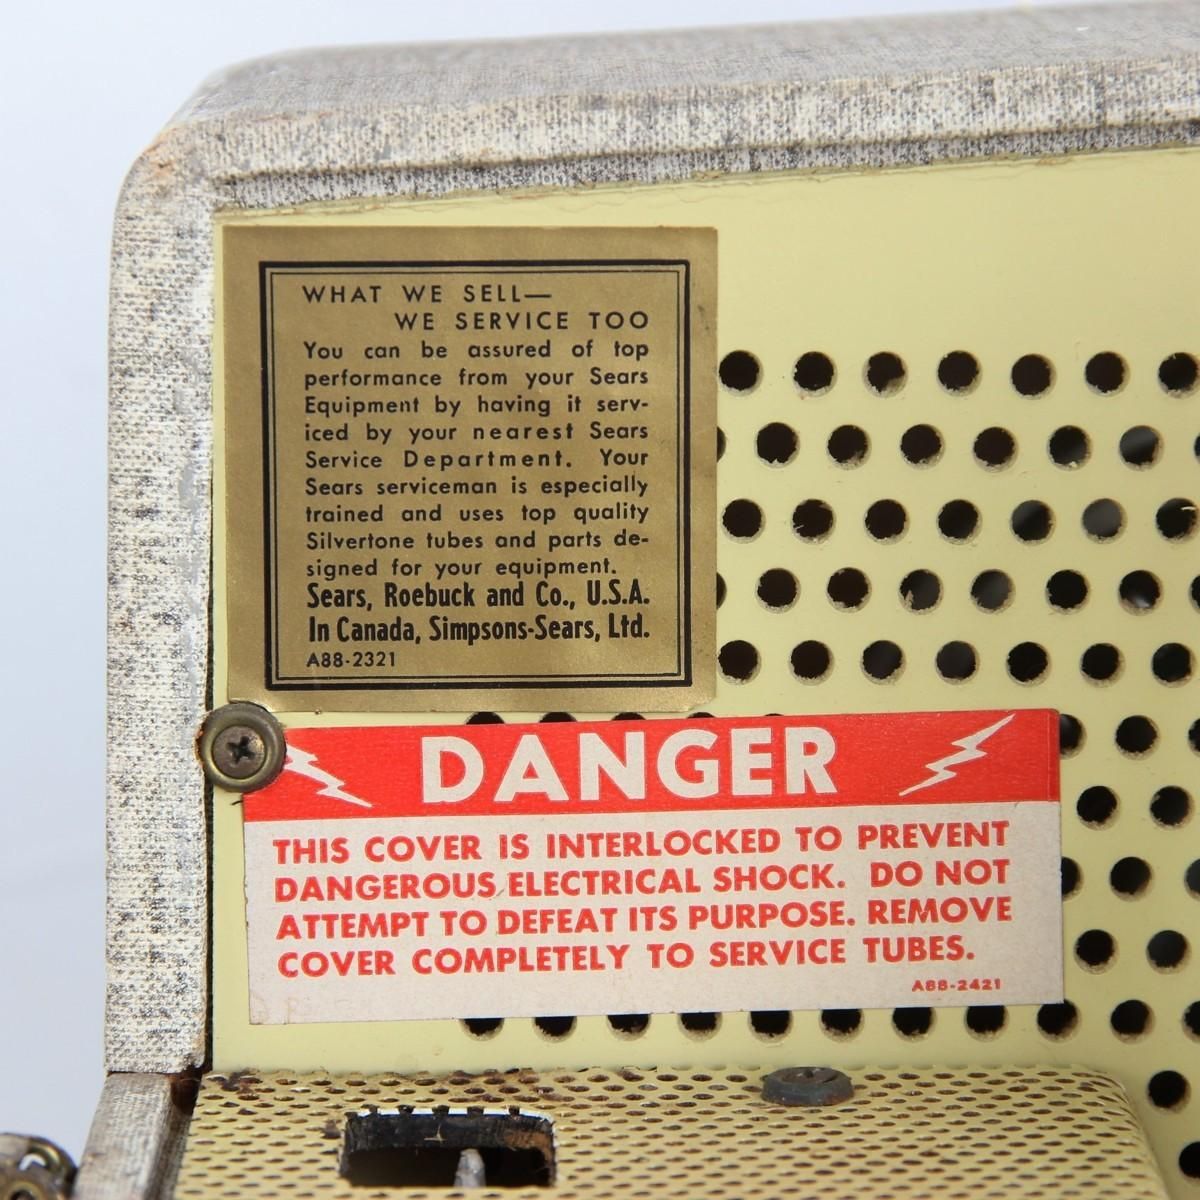 WHAT WE SELL—
WE SERVICE TOO
You can be assured of top
performance from your Sears
Equipment by having it serv-
iced by your nearest Sears
Service Department. Your
Sears serviceman is especially
trained and uses top quality
Silvertone tubes and parts de-
signed for your equipment.
Sears, Roebuck and Co., U.S.A.
In Canada, Simpsons-Sears, Ltd.
A88-2321
DANGER
THIS COVER IS INTERLOCKED TO PREVENT
DANGEROUS ELECTRICAL SHOCK. DO NOT
ATTEMPT TO DEFEAT ITS PURPOSE. REMOVE
COVER COMPLETELY TO SERVICE TUBES.
A88-2421